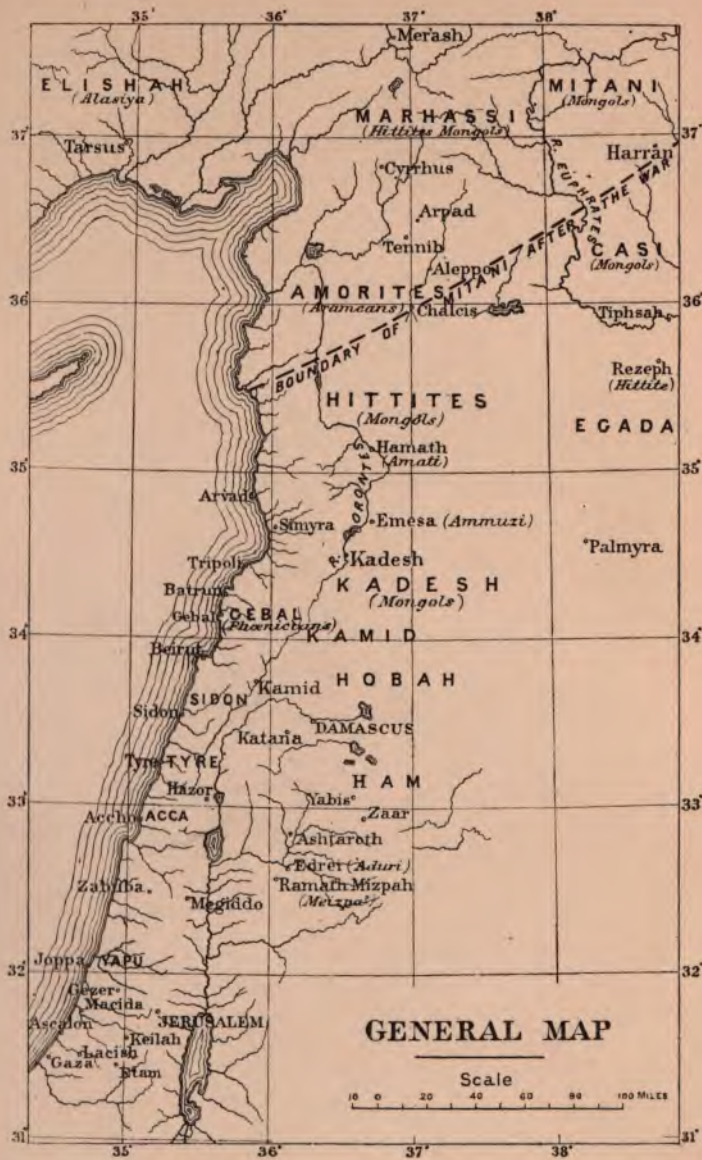 35° 36° 37° 38°
Merash
ELISHAH
(Alasiya)
MITANI
(Mongols)
MARHASSI
(Hittites Mongols)
37° 37°
Tarsus
Harrân
Cyrrhus
R. EUPHRATES
Arpad
Tennib
CASI
(Mongols)
Aleppo
BOUNDARY OF MITANI AFTER THE WAR
AMORITES
(Arameans)
36° 36°
Chalcis
Tiphsah
Rezeph
(Hittite)
HITTITES
(Mongols)
EGADA
Hamath
(Amati)
35° 35°
R. ORONTES
Arvad
Simyra
Emesa (Ammuzi)
Palmyra
Tripoli
Kadesh
Batrun
KADESH
(Mongols)
Gebal
GEBAL
(Phœnicians)
34° 34°
KAMID
Beirut
Kamid
HOBAH
SIDON
Sidon
DAMASCUS
Katana
Tyre TYRE
HAM
Hazor
Yabis
33° 33°
Zaar
Accho ACCA
Ashtaroth
Edrei (Aduri)
Zabulba
Ramath Mizpah
Megiddo
32° 32°
Joppa YAPU
Gezer
Macida
Ascalon
JERUSALEM
Keilah
Lacish
Gaza
Etam
GENERAL MAP
Scale
10 0 20 40 60 80 100 MILES
31° 31°
35° 36° 37° 38°